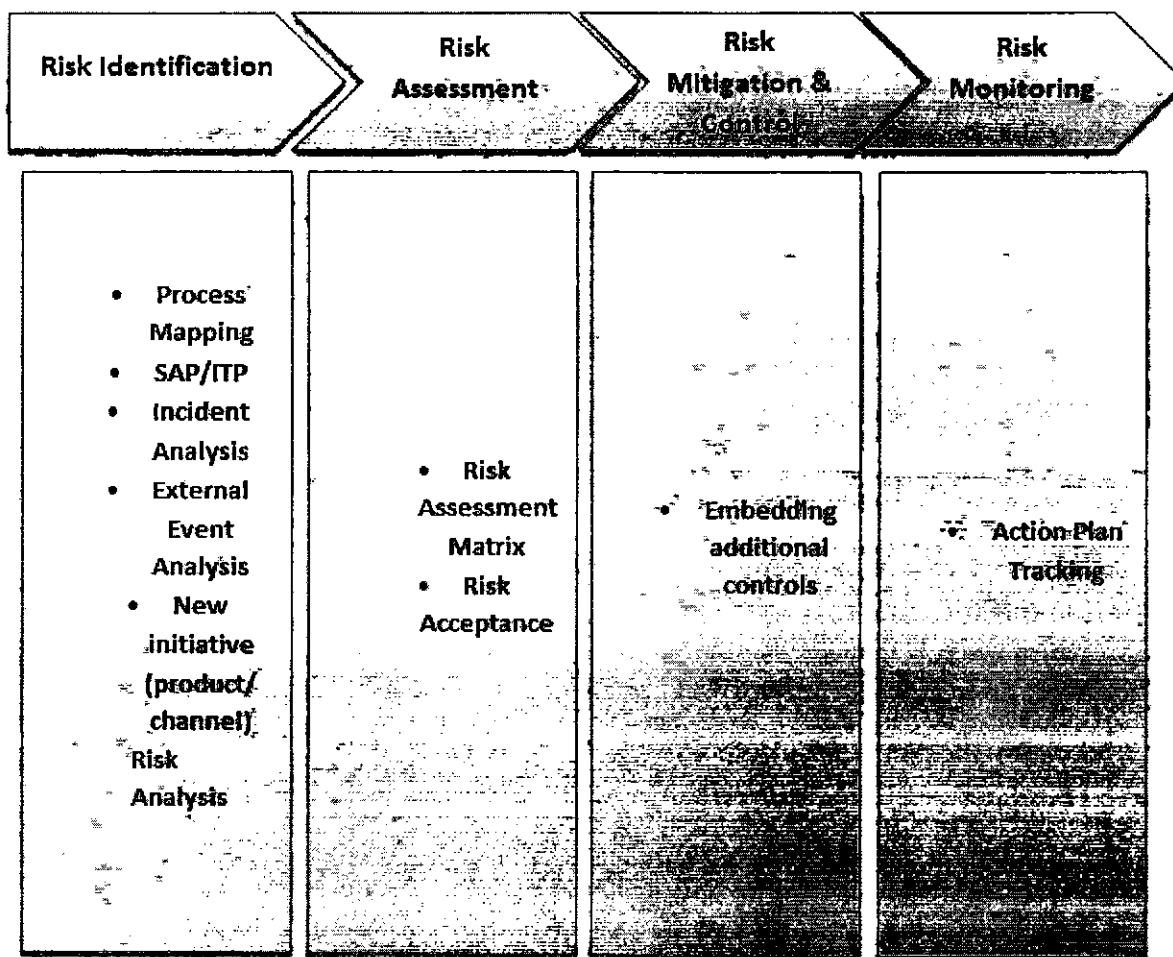 Risk Identification
Risk
Assessment
Risk
Mitigation &
Control
Risk
Monitoring
• Process
Mapping
• SAP/ITP
• Incident
Analysis
• External
Event
Analysis
• New
initiative
(product/
channel)
Risk
Analysis
• Risk
Assessment
Matrix
• Risk
Acceptance
• Embedding
additional
controls
• Action Plan
Tracking